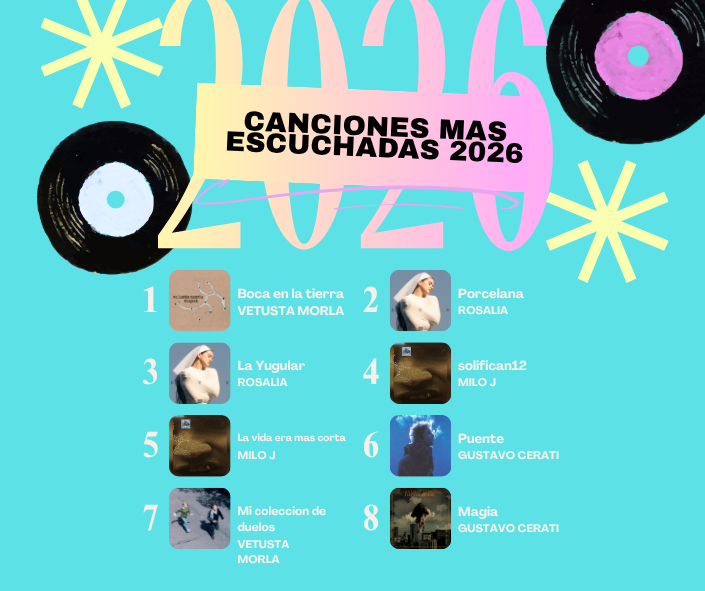 2026
CANCIONES MAS
ESCUCHADAS 2026
1
Boca en la tierra
VETUSTA MORLA
2
Porcelana
ROSALIA
3
La Yugular
ROSALIA
4
solifican12
MILO J
5
La vida era mas corta
MILO J
6
Puente
GUSTAVO CERATI
7
Mi coleccion de
duelos
VETUSTA
MORLA
8
Magia
GUSTAVO CERATI